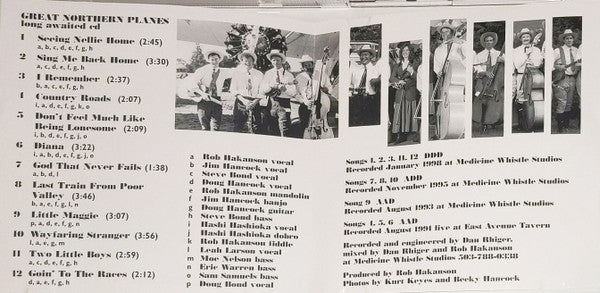 GREAT NORTHERN PLANES
long awaited cd
1 Seeing Nellie Home (2:45)
a, b, c, d, e, f, g, h
2 Sing Me Back Home (3:30)
a, c, d, e, f, g, h
3 I Remember (2:37)
b, a, c, e, f, g, h
4 Country Roads (2:07)
i, a, d, e, f, g, k, o
5 Don't Feel Much Like
Being Lonesome (2:09)
i, b, d, e, f, g, j, o
6 Diana (3:22)
i, a, b, d, e, f, g, j, o
7 God That Never Fails (1:38)
a, b, d, l
8 Last Train From Poor
Valley (3:46)
b, a, e, f, g, l, n
9 Little Maggie (3:07)
p, a, d, e, f, g, n
10 Wayfaring Stranger (3:56)
l, a, e, g, m
11 Two Little Boys (2:59)
a, c, d, e, f, g, h
12 Goin' To The Races (2:12)
d, a, e, f, g, h
a Rob Hakanson vocal
b Jim Hancock vocal
c Steve Bond vocal
d Doug Hancock vocal
e Rob Hakanson mandolin
f Jim Hancock banjo
g Doug Hancock guitar
h Steve Bond bass
i Hashi Hashioka vocal
j Hashi Hashioka dobro
k Rob Hakanson fiddle
l Leah Larson vocal
m Moe Nelson bass
n Eric Warren bass
o Sam Samuels bass
p Doug Bond vocal
Songs 1, 2, 3, 11, 12 DDD
Recorded January 1998 at Medicine Whistle Studios
Songs 7, 8, 10 ADD
Recorded November 1995 at Medicine Whistle Studios
Song 9 AAD
Recorded August 1993 at Medicine Whistle Studios
Songs 4, 5, 6 AAD
Recorded August 1991 live at East Avenue Tavern
Recorded and engineered by Dan Rhiger,
mixed by Dan Rhiger and Rob Hakanson
at Medicine Whistle Studios 503-788-0338
Produced by Rob Hakanson
Photos by Kurt Keyes and Becky Hancock